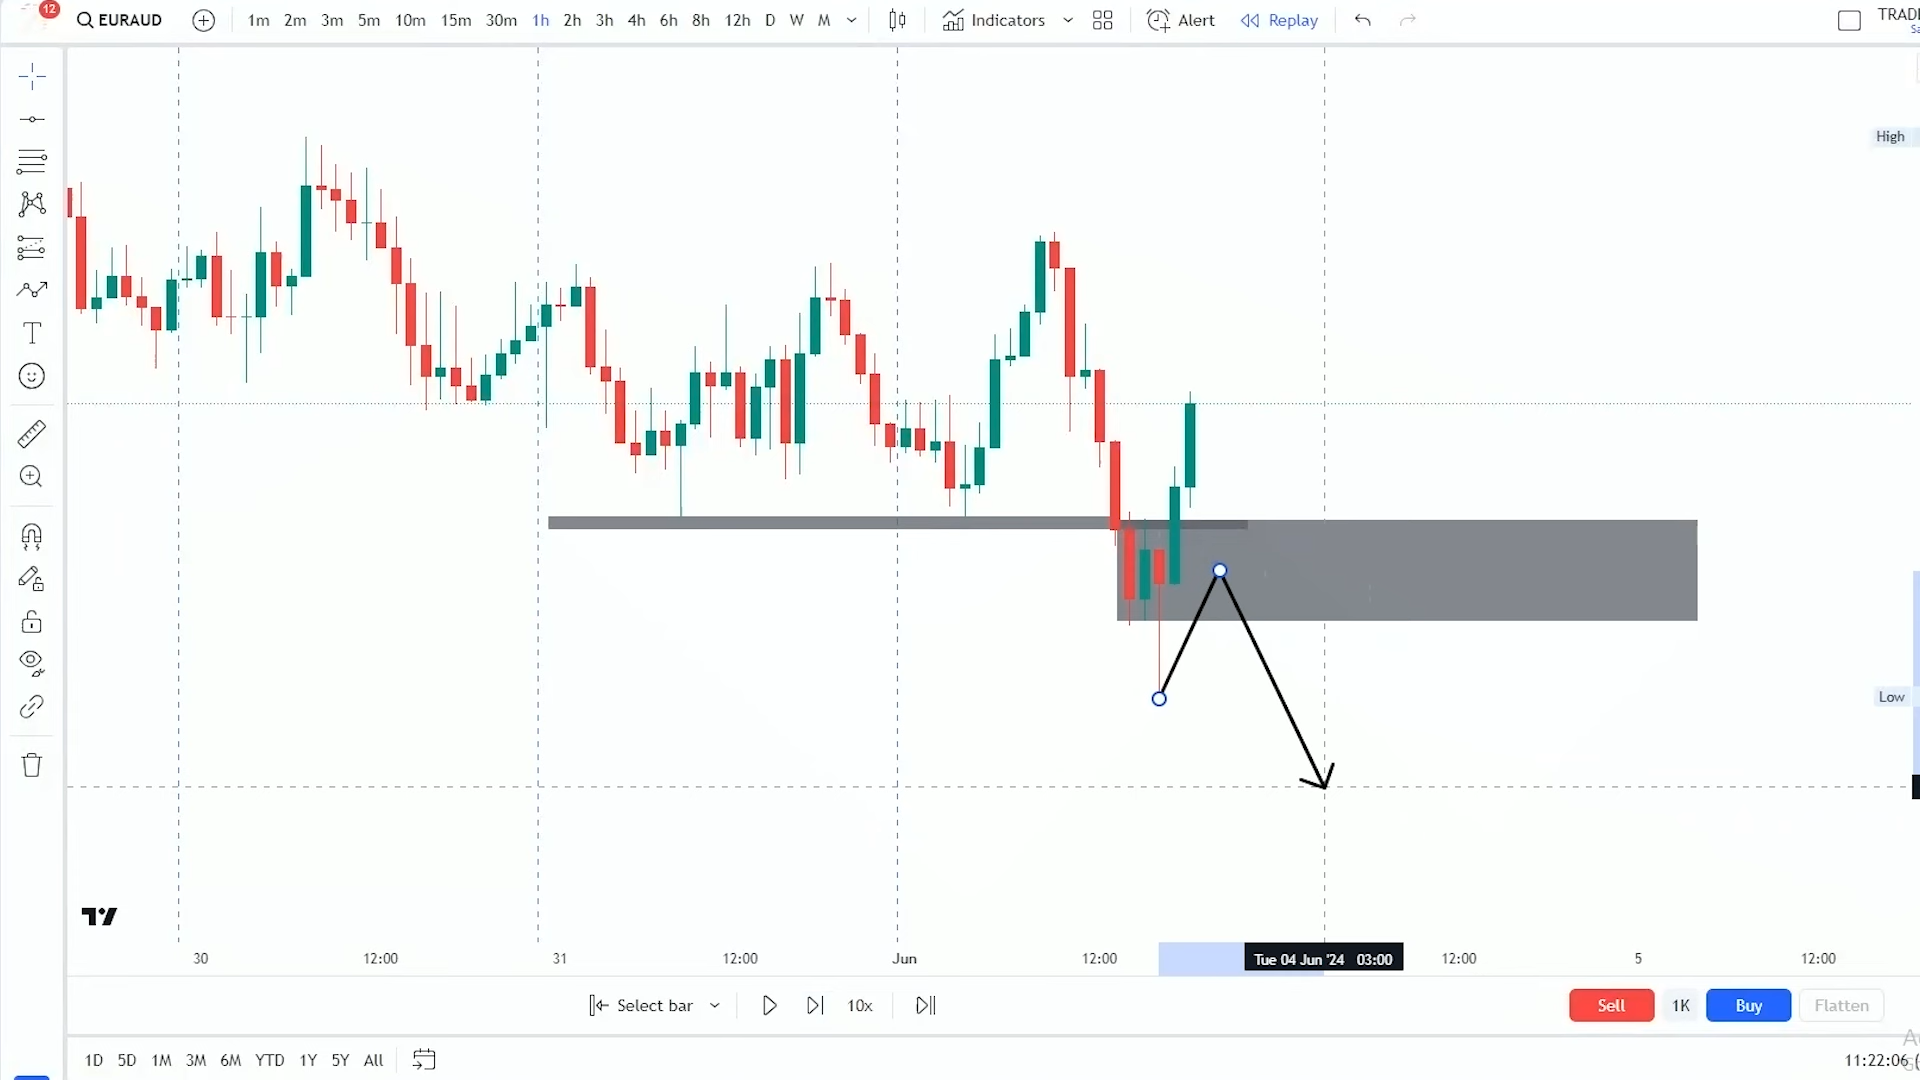 12
EURAUD
1m 2m 3m 5m 10m 15m 30m 1h 2h 3h 4h 6h 8h 12h D W M
Indicators
Alert
Replay
High
Low
30 12:00 31 12:00 Jun 12:00 Tue 04 Jun '24 03:00 12:00 5 12:00
Select bar
10x
Sell 1K Buy Flatten
1D 5D 1M 3M 6M YTD 1Y 5Y All
11:22:06